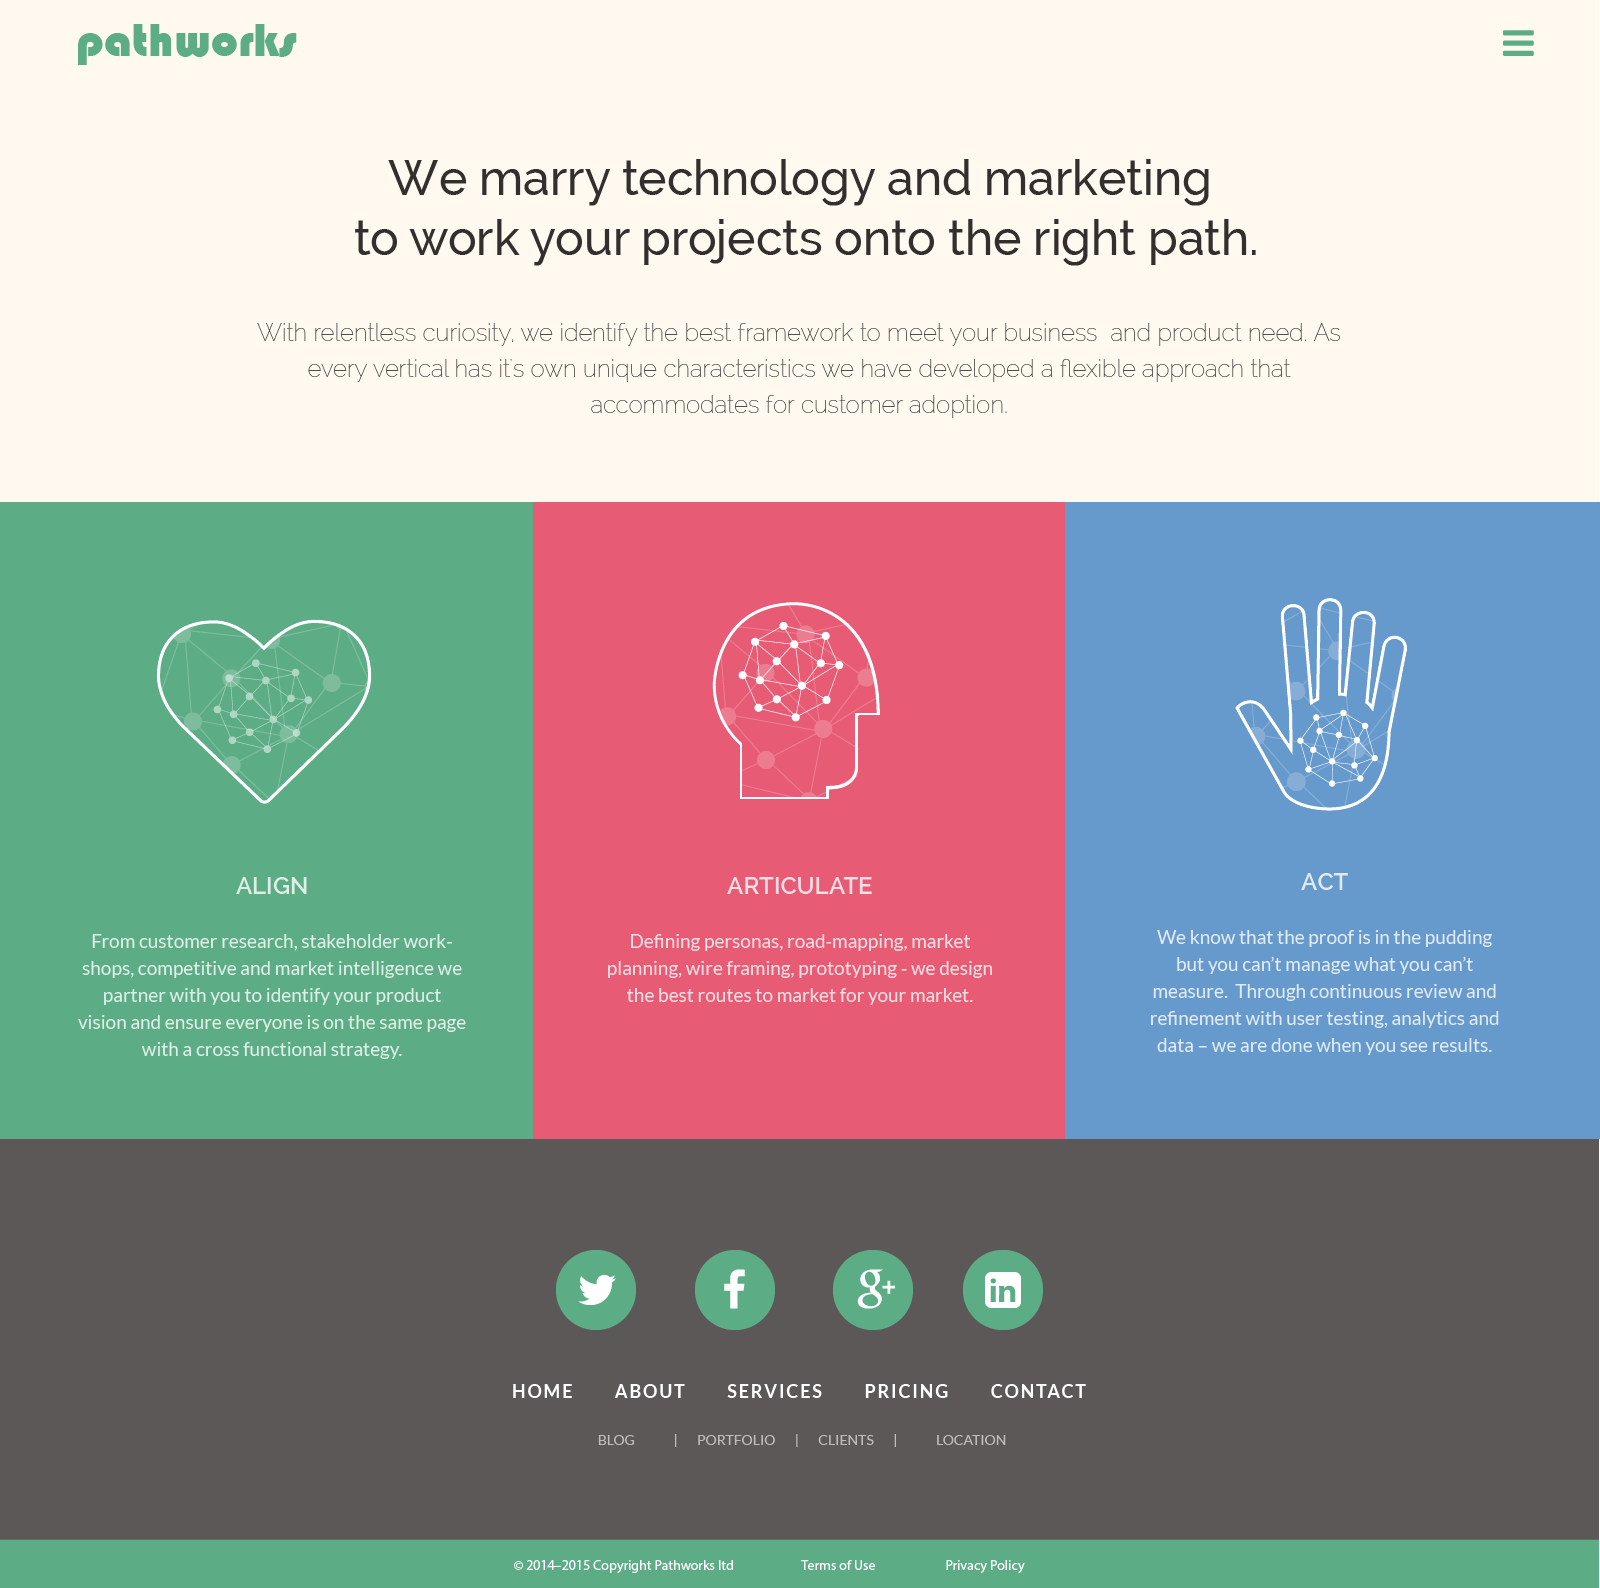 pathworks
We marry technology and marketing
to work your projects onto the right path.
With relentless curiosity, we identify the best framework to meet your business  and product need. As
every vertical has it's own unique characteristics we have developed a flexible approach that
accommodates for customer adoption.
ALIGN
From customer research, stakeholder work-
shops, competitive and market intelligence we
partner with you to identify your product
vision and ensure everyone is on the same page
with a cross functional strategy.
ARTICULATE
Defining personas, road-mapping, market
planning, wire framing, prototyping - we design
the best routes to market for your market.
ACT
We know that the proof is in the pudding
but you can’t manage what you can’t
measure.  Through continuous review and
refinement with user testing, analytics and
data – we are done when you see results.
f g+ in
HOME ABOUT SERVICES PRICING CONTACT
BLOG | PORTFOLIO | CLIENTS | LOCATION
© 2014–2015 Copyright Pathworks ltd Terms of Use Privacy Policy